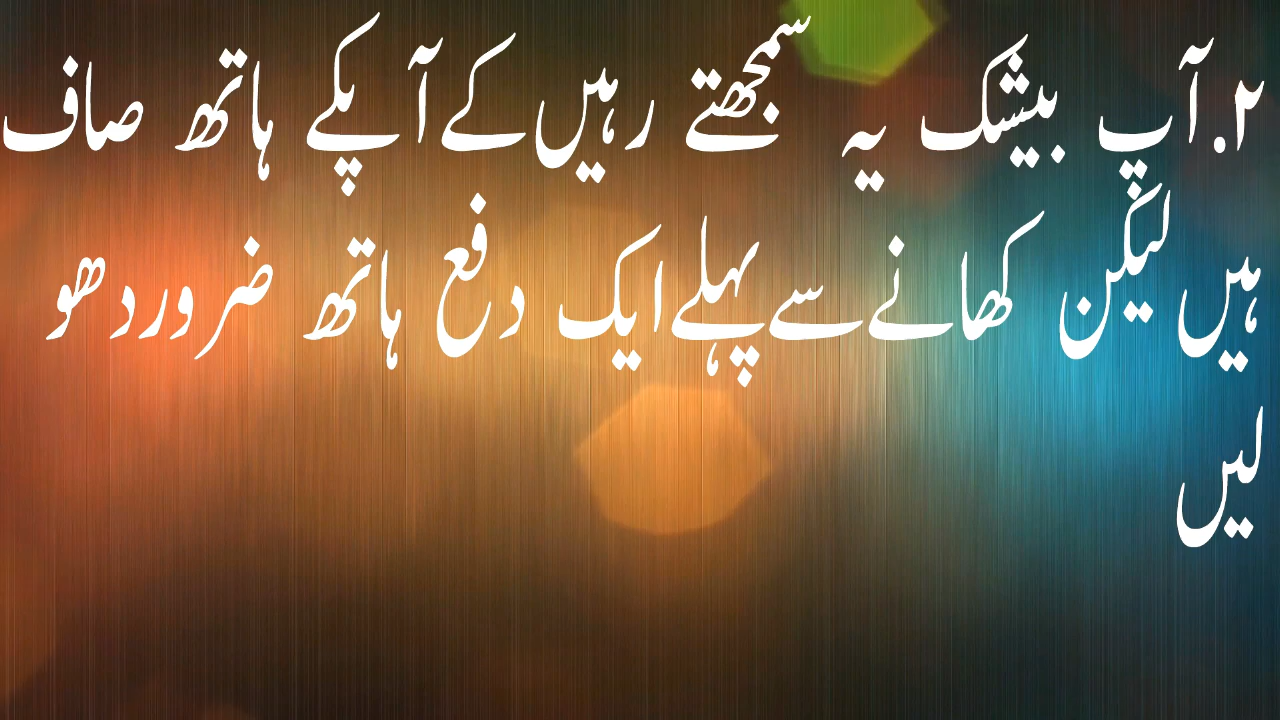 ۲.آپ بیشک یہ سمجھتے رہیں کے آپکے ہاتھ صاف
ہیں لیکن کھانے سے پہلے ایک دفع ہاتھ ضرور دھو
لیں